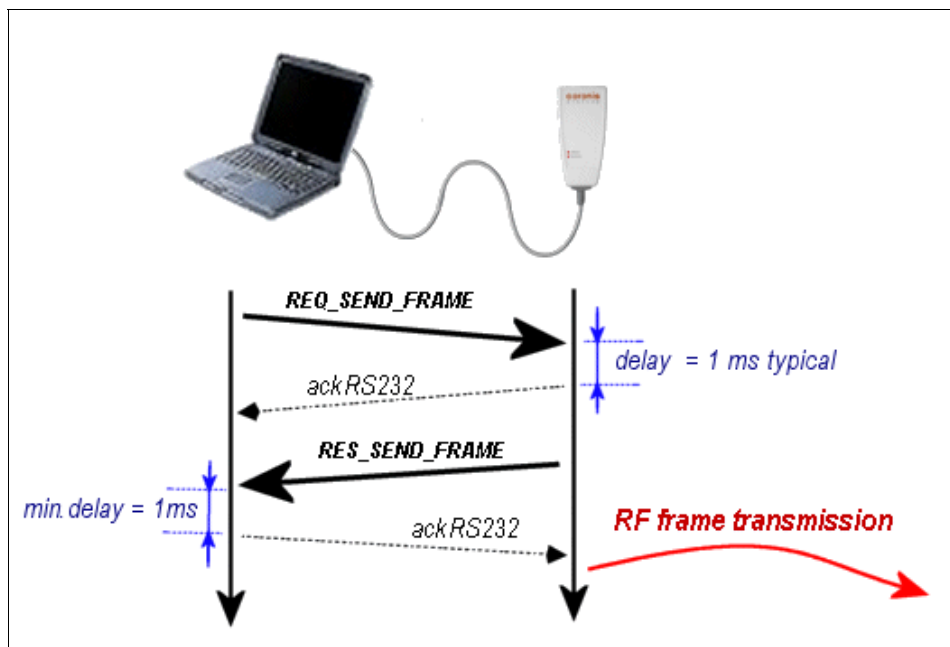 REQ_SEND_FRAME
delay = 1 ms typical
ackRS232
RES_SEND_FRAME
min.delay = 1ms
ackRS232
RF frame transmission